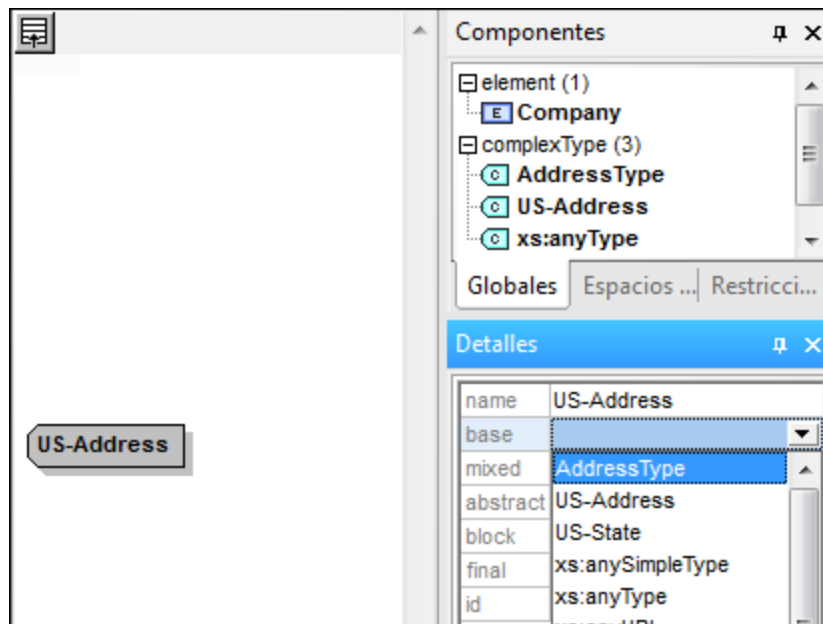 Componentes
element (1)
E Company
complexType (3)
C AddressType
C US-Address
C xs:anyType
Globales Espacios ... Restricci...
Detalles
US-Address
name US-Address
base
mixed AddressType
abstract US-Address
block US-State
final xs:anySimpleType
id xs:anyType